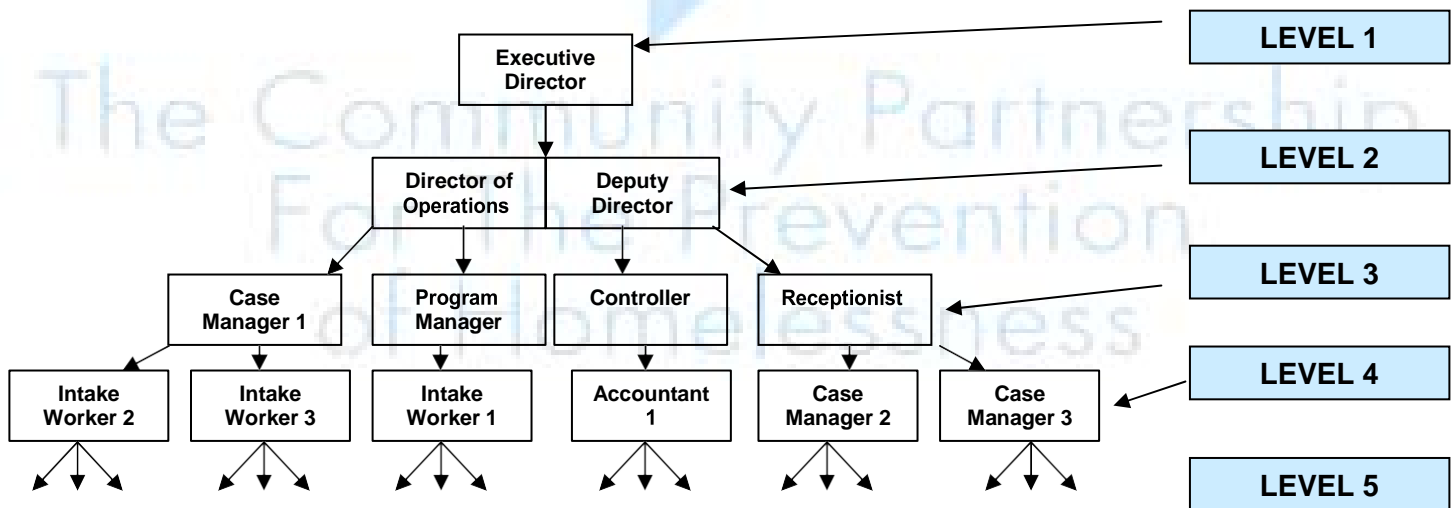 LEVEL 1
Executive
Director
The Community Partnership
LEVEL 2
Director of
Operations
Deputy
Director
For The Prevention
LEVEL 3
Case
Manager 1
Program
Manager
Controller
Receptionist
of Homelessness
LEVEL 4
Intake
Worker 2
Intake
Worker 3
Intake
Worker 1
Accountant
1
Case
Manager 2
Case
Manager 3
LEVEL 5